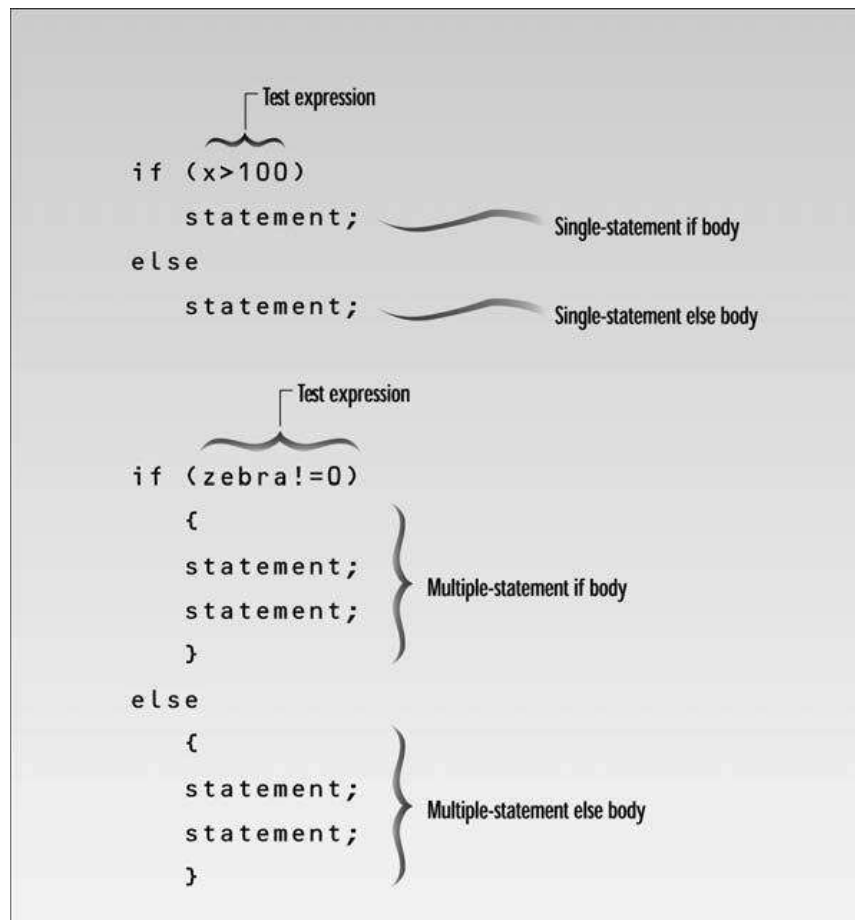 Test expression
if (x>100)
statement;
Single-statement if body
else
statement;
Single-statement else body
Test expression
if (zebra!=0)
{
statement;
statement;
}
Multiple-statement if body
else
{
statement;
statement;
}
Multiple-statement else body